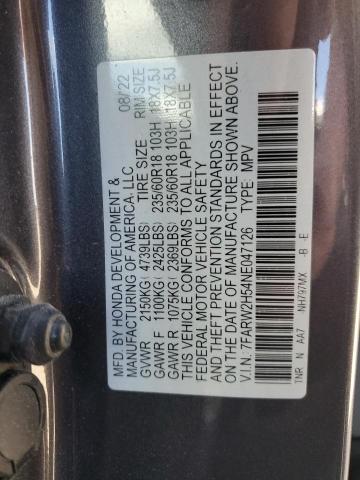 MFD. BY HONDA DEVELOPMENT & 08/22
MANUFACTURING OF AMERICA, LLC
TIRE SIZE RIM SIZE
GVWR 2150KG ( 4739LBS)
GAWR F 1100KG ( 2425LBS) 235/60R18 103H 18X7.5J
GAWR R 1075KG ( 2369LBS) 235/60R18 103H 18X7.5J
THIS VEHICLE CONFORMS TO ALL APPLICABLE
FEDERAL MOTOR VEHICLE SAFETY
AND THEFT PREVENTION STANDARDS IN EFFECT
ON THE DATE OF MANUFACTURE SHOWN ABOVE.
V.I.N.: 7FARW2H54NE047126 TYPE: MPV
TNR N AA7 NH797MX -B -E